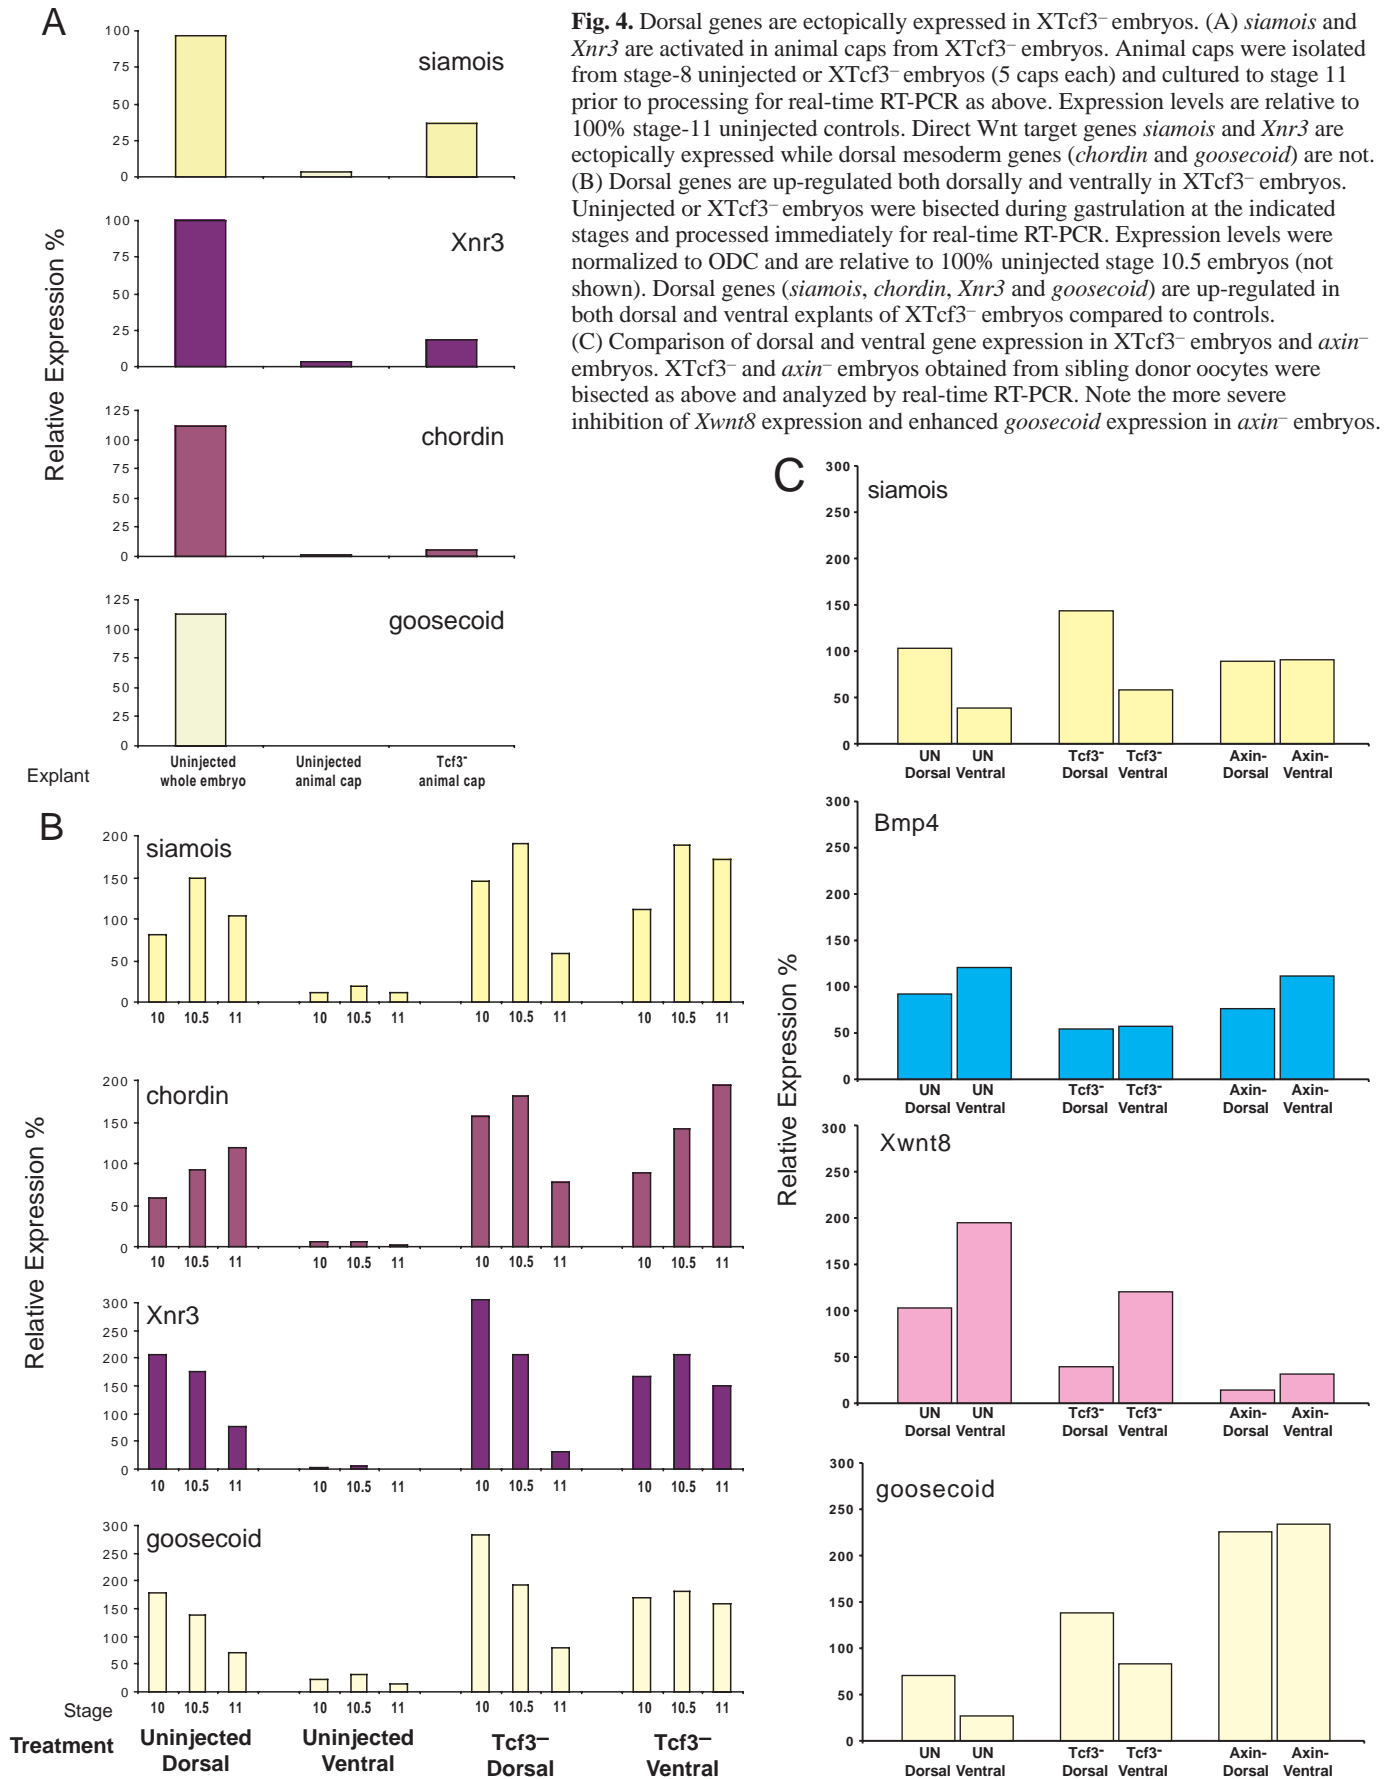 A
Fig. 4. Dorsal genes are ectopically expressed in XTcf3⁻ embryos. (A) siamois and
Xnr3 are activated in animal caps from XTcf3⁻ embryos. Animal caps were isolated
from stage-8 uninjected or XTcf3⁻ embryos (5 caps each) and cultured to stage 11
prior to processing for real-time RT-PCR as above. Expression levels are relative to
100% stage-11 uninjected controls. Direct Wnt target genes siamois and Xnr3 are
ectopically expressed while dorsal mesoderm genes (chordin and goosecoid) are not.
(B) Dorsal genes are up-regulated both dorsally and ventrally in XTcf3⁻ embryos.
Uninjected or XTcf3⁻ embryos were bisected during gastrulation at the indicated
stages and processed immediately for real-time RT-PCR. Expression levels were
normalized to ODC and are relative to 100% uninjected stage 10.5 embryos (not
shown). Dorsal genes (siamois, chordin, Xnr3 and goosecoid) are up-regulated in
both dorsal and ventral explants of XTcf3⁻ embryos compared to controls.
(C) Comparison of dorsal and ventral gene expression in XTcf3⁻ embryos and axin⁻
embryos. XTcf3⁻ and axin⁻ embryos obtained from sibling donor oocytes were
bisected as above and analyzed by real-time RT-PCR. Note the more severe
inhibition of Xwnt8 expression and enhanced goosecoid expression in axin⁻ embryos.
Relative Expression %
siamois
100
75
50
25
0
Xnr3
100
75
50
25
0
chordin
125
100
75
50
25
0
goosecoid
125
100
75
50
25
0
Explant
Uninjected Uninjected Tcf3⁻
whole embryo animal cap animal cap
B
Relative Expression %
siamois
200
150
100
50
0
10 10.5 11 10 10.5 11 10 10.5 11 10 10.5 11
chordin
200
150
100
50
0
10 10.5 11 10 10.5 11 10 10.5 11 10 10.5 11
Xnr3
300
250
200
150
100
50
0
10 10.5 11 10 10.5 11 10 10.5 11 10 10.5 11
goosecoid
300
250
200
150
100
50
0
Stage 10 10.5 11 10 10.5 11 10 10.5 11 10 10.5 11
Treatment Uninjected Uninjected Tcf3– Tcf3–
Dorsal Ventral Dorsal Ventral
C
Relative Expression %
siamois
300
250
200
150
100
50
0
UN UN Tcf3⁻ Tcf3⁻ Axin- Axin-
Dorsal Ventral Dorsal Ventral Dorsal Ventral
Bmp4
300
250
200
150
100
50
0
UN UN Tcf3⁻ Tcf3⁻ Axin- Axin-
Dorsal Ventral Dorsal Ventral Dorsal Ventral
Xwnt8
300
250
200
150
100
50
0
UN UN Tcf3⁻ Tcf3⁻ Axin- Axin-
Dorsal Ventral Dorsal Ventral Dorsal Ventral
goosecoid
300
250
200
150
100
50
0
UN UN Tcf3⁻ Tcf3⁻ Axin- Axin-
Dorsal Ventral Dorsal Ventral Dorsal Ventral